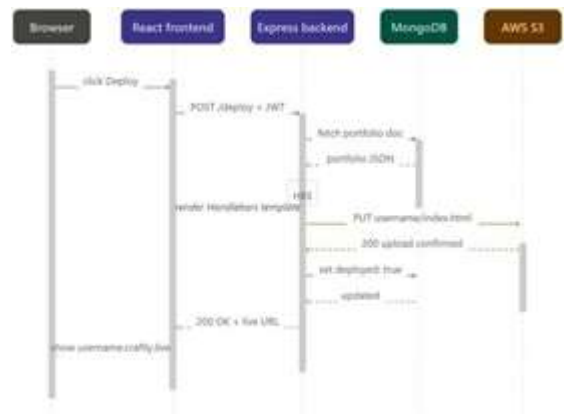 Browser
React frontend
Express backend
MongoDB
AWS S3
click Deploy
POST /deploy + JWT
fetch portfolio doc
portfolio JSON
HBS
render Handlebars template
PUT username/index.html
200 upload confirmed
set deployed: true
updated
200 OK + live URL
show username.craftly.live